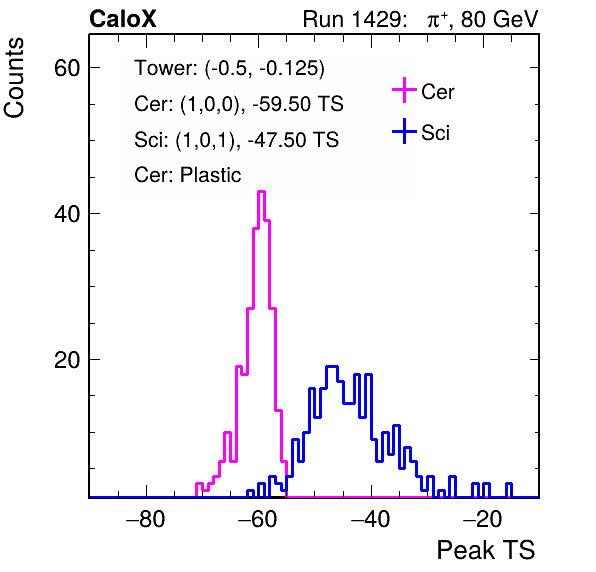 CaloX Run 1429: π⁺, 80 GeV
Counts
Tower: (-0.5, -0.125)
Cer: (1,0,0), -59.50 TS
Sci: (1,0,1), -47.50 TS
Cer: Plastic
Cer
Sci
60
40
20
−80 −60 −40 −20
Peak TS